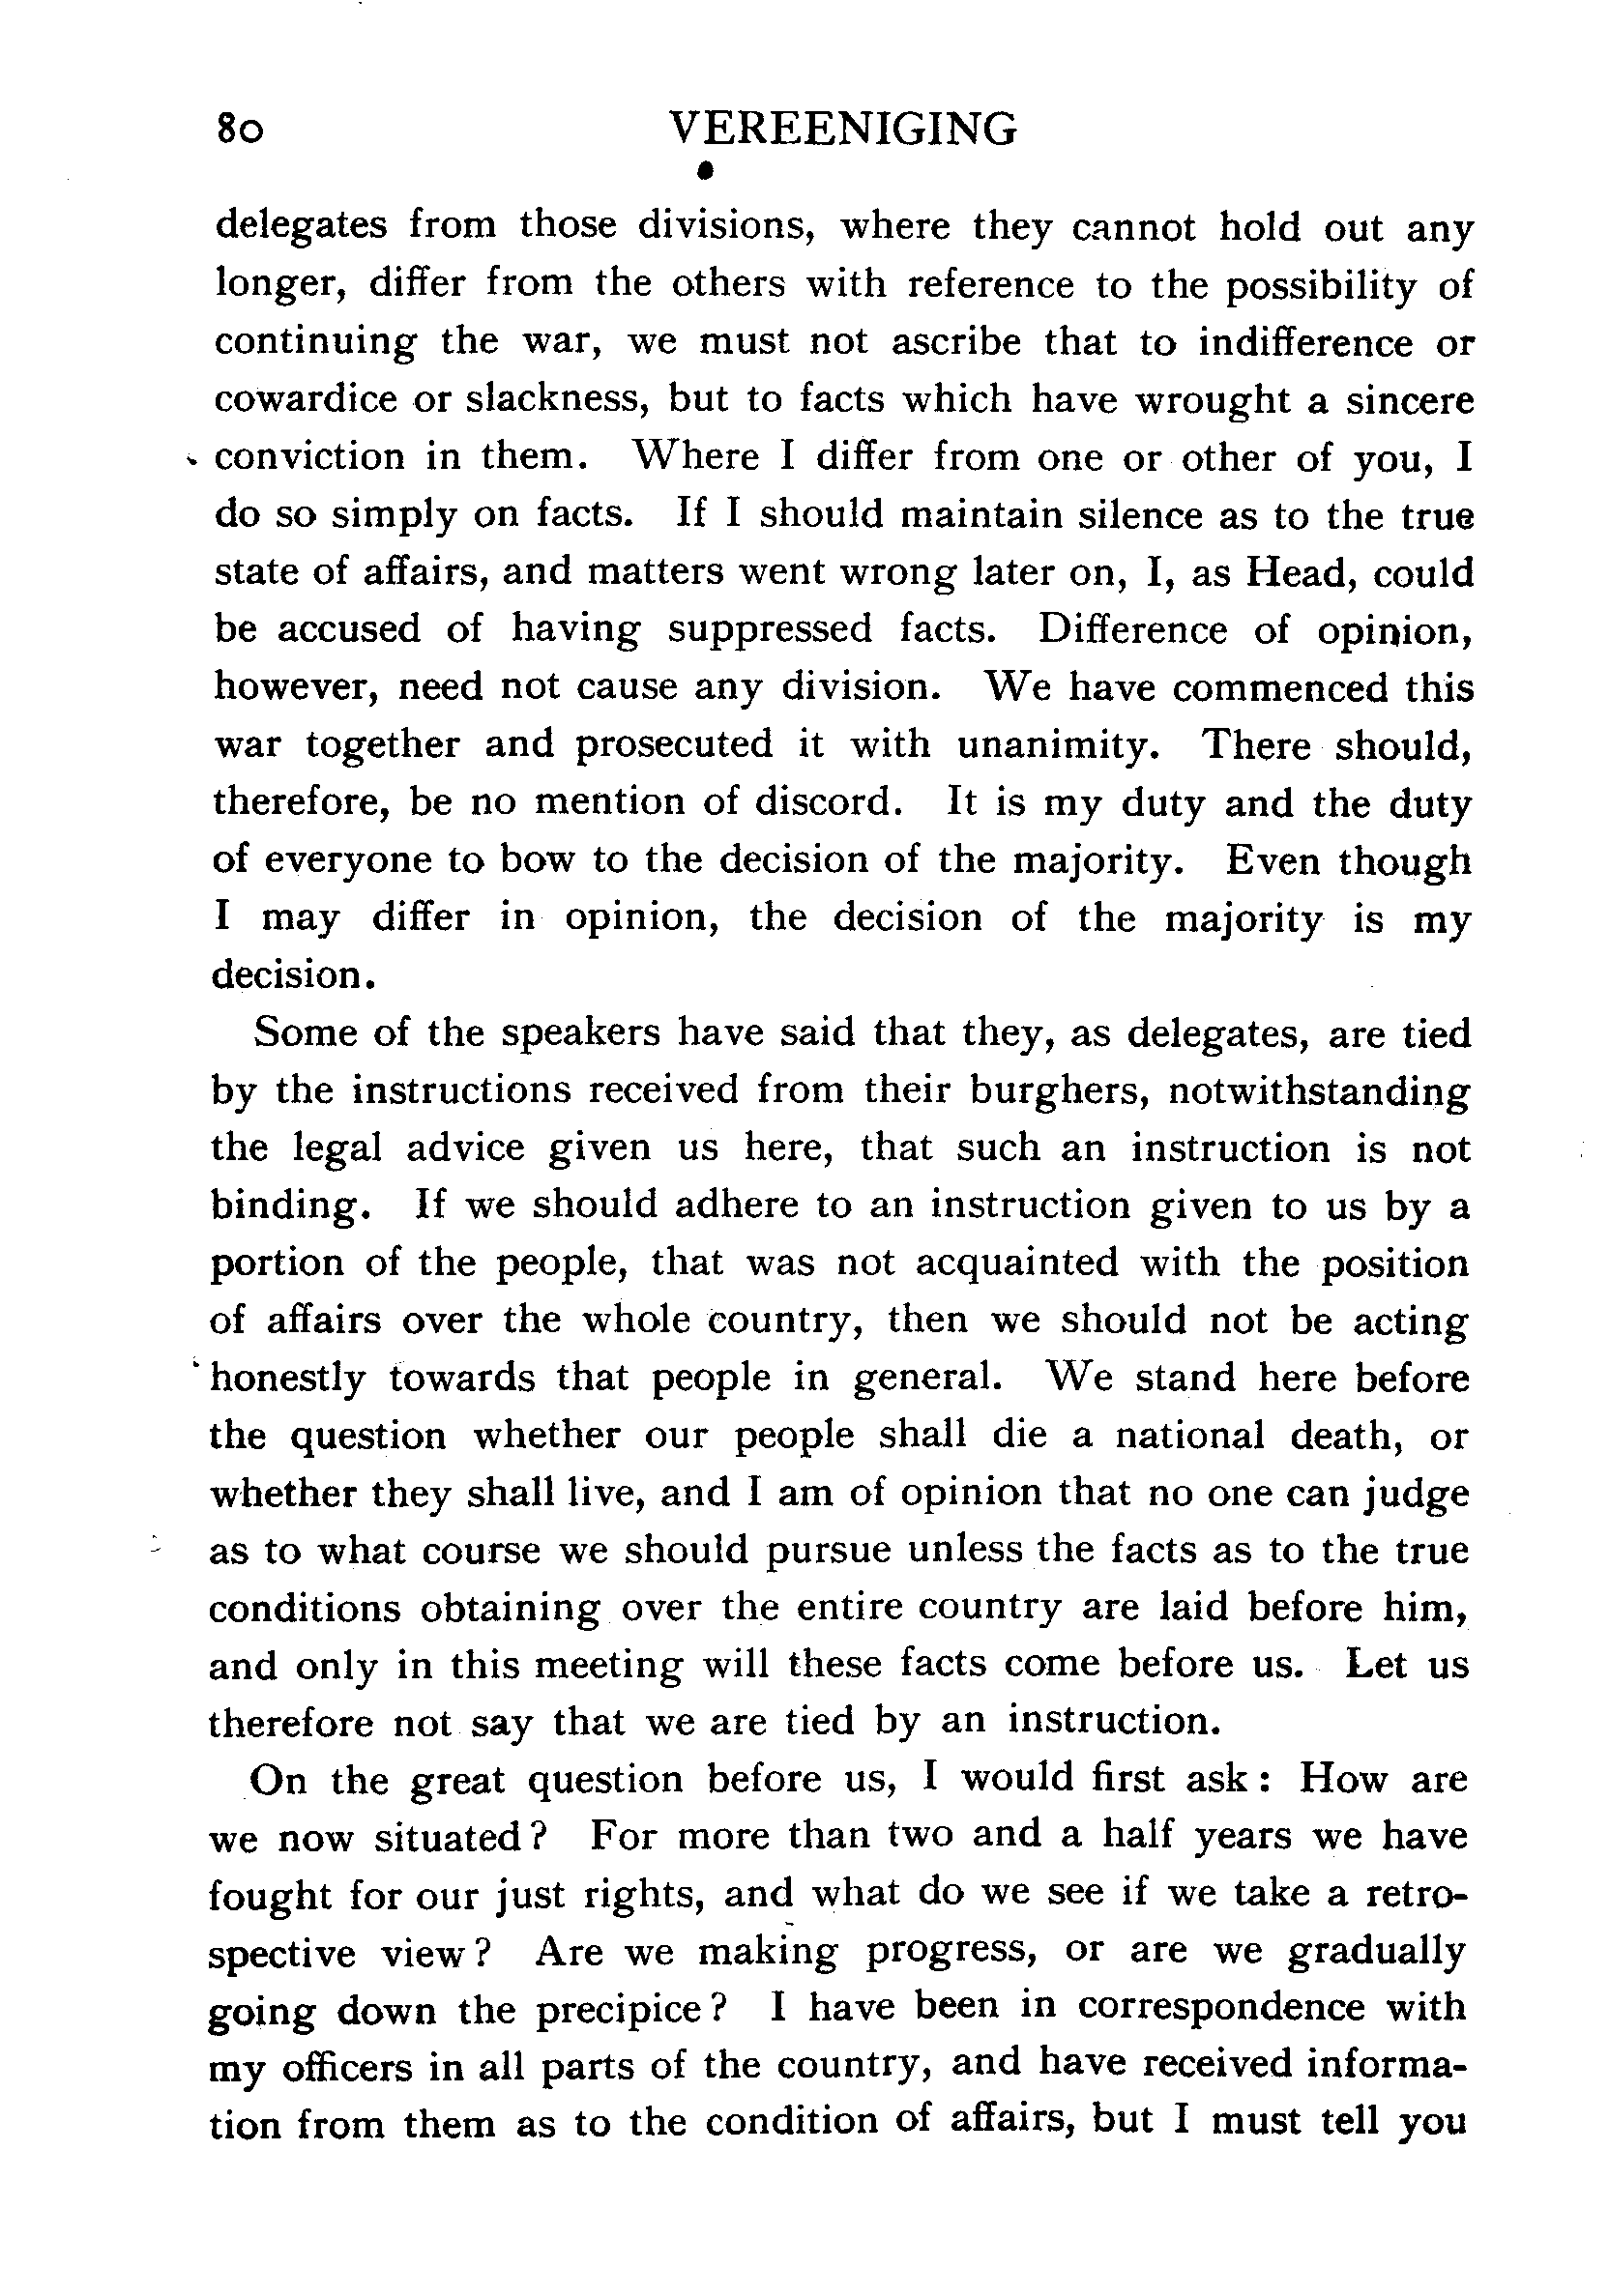 80 VEREENIGING
delegates from those divisions, where they cannot hold out any
longer, differ from the others with reference to the possibility of
continuing the war, we must not ascribe that to indifference or
cowardice or slackness, but to facts which have wrought a sincere
conviction in them. Where I differ from one or other of you, I
do so simply on facts. If I should maintain silence as to the true
state of affairs, and matters went wrong later on, I, as Head, could
be accused of having suppressed facts. Difference of opinion,
however, need not cause any division. We have commenced this
war together and prosecuted it with unanimity. There should,
therefore, be no mention of discord. It is my duty and the duty
of everyone to bow to the decision of the majority. Even though
I may differ in opinion, the decision of the majority is my
decision.
Some of the speakers have said that they, as delegates, are tied
by the instructions received from their burghers, notwithstanding
the legal advice given us here, that such an instruction is not
binding. If we should adhere to an instruction given to us by a
portion of the people, that was not acquainted with the position
of affairs over the whole country, then we should not be acting
honestly towards that people in general. We stand here before
the question whether our people shall die a national death, or
whether they shall live, and I am of opinion that no one can judge
as to what course we should pursue unless the facts as to the true
conditions obtaining over the entire country are laid before him,
and only in this meeting will these facts come before us. Let us
therefore not say that we are tied by an instruction.
On the great question before us, I would first ask: How are
we now situated? For more than two and a half years we have
fought for our just rights, and what do we see if we take a retro-
spective view? Are we making progress, or are we gradually
going down the precipice? I have been in correspondence with
my officers in all parts of the country, and have received informa-
tion from them as to the condition of affairs, but I must tell you